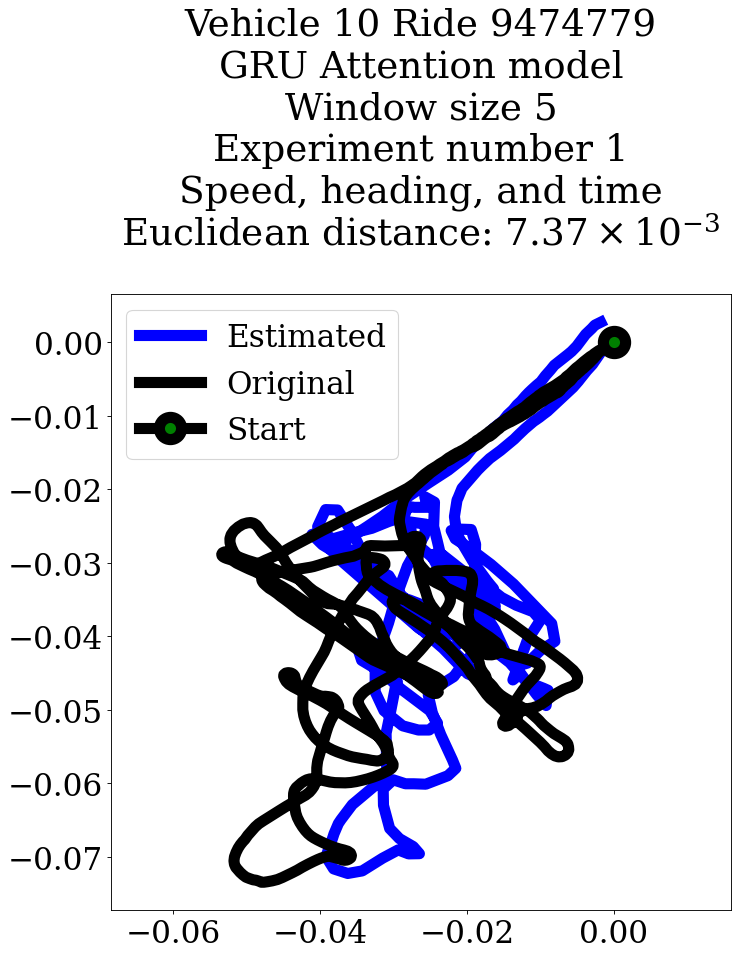 Vehicle 10 Ride 9474779
GRU Attention model
Window size 5
Experiment number 1
Speed, heading, and time
Euclidean distance: 7.37 × 10⁻³
Estimated
Original
Start
0.00
−0.01
−0.02
−0.03
−0.04
−0.05
−0.06
−0.07
−0.06 −0.04 −0.02 0.00